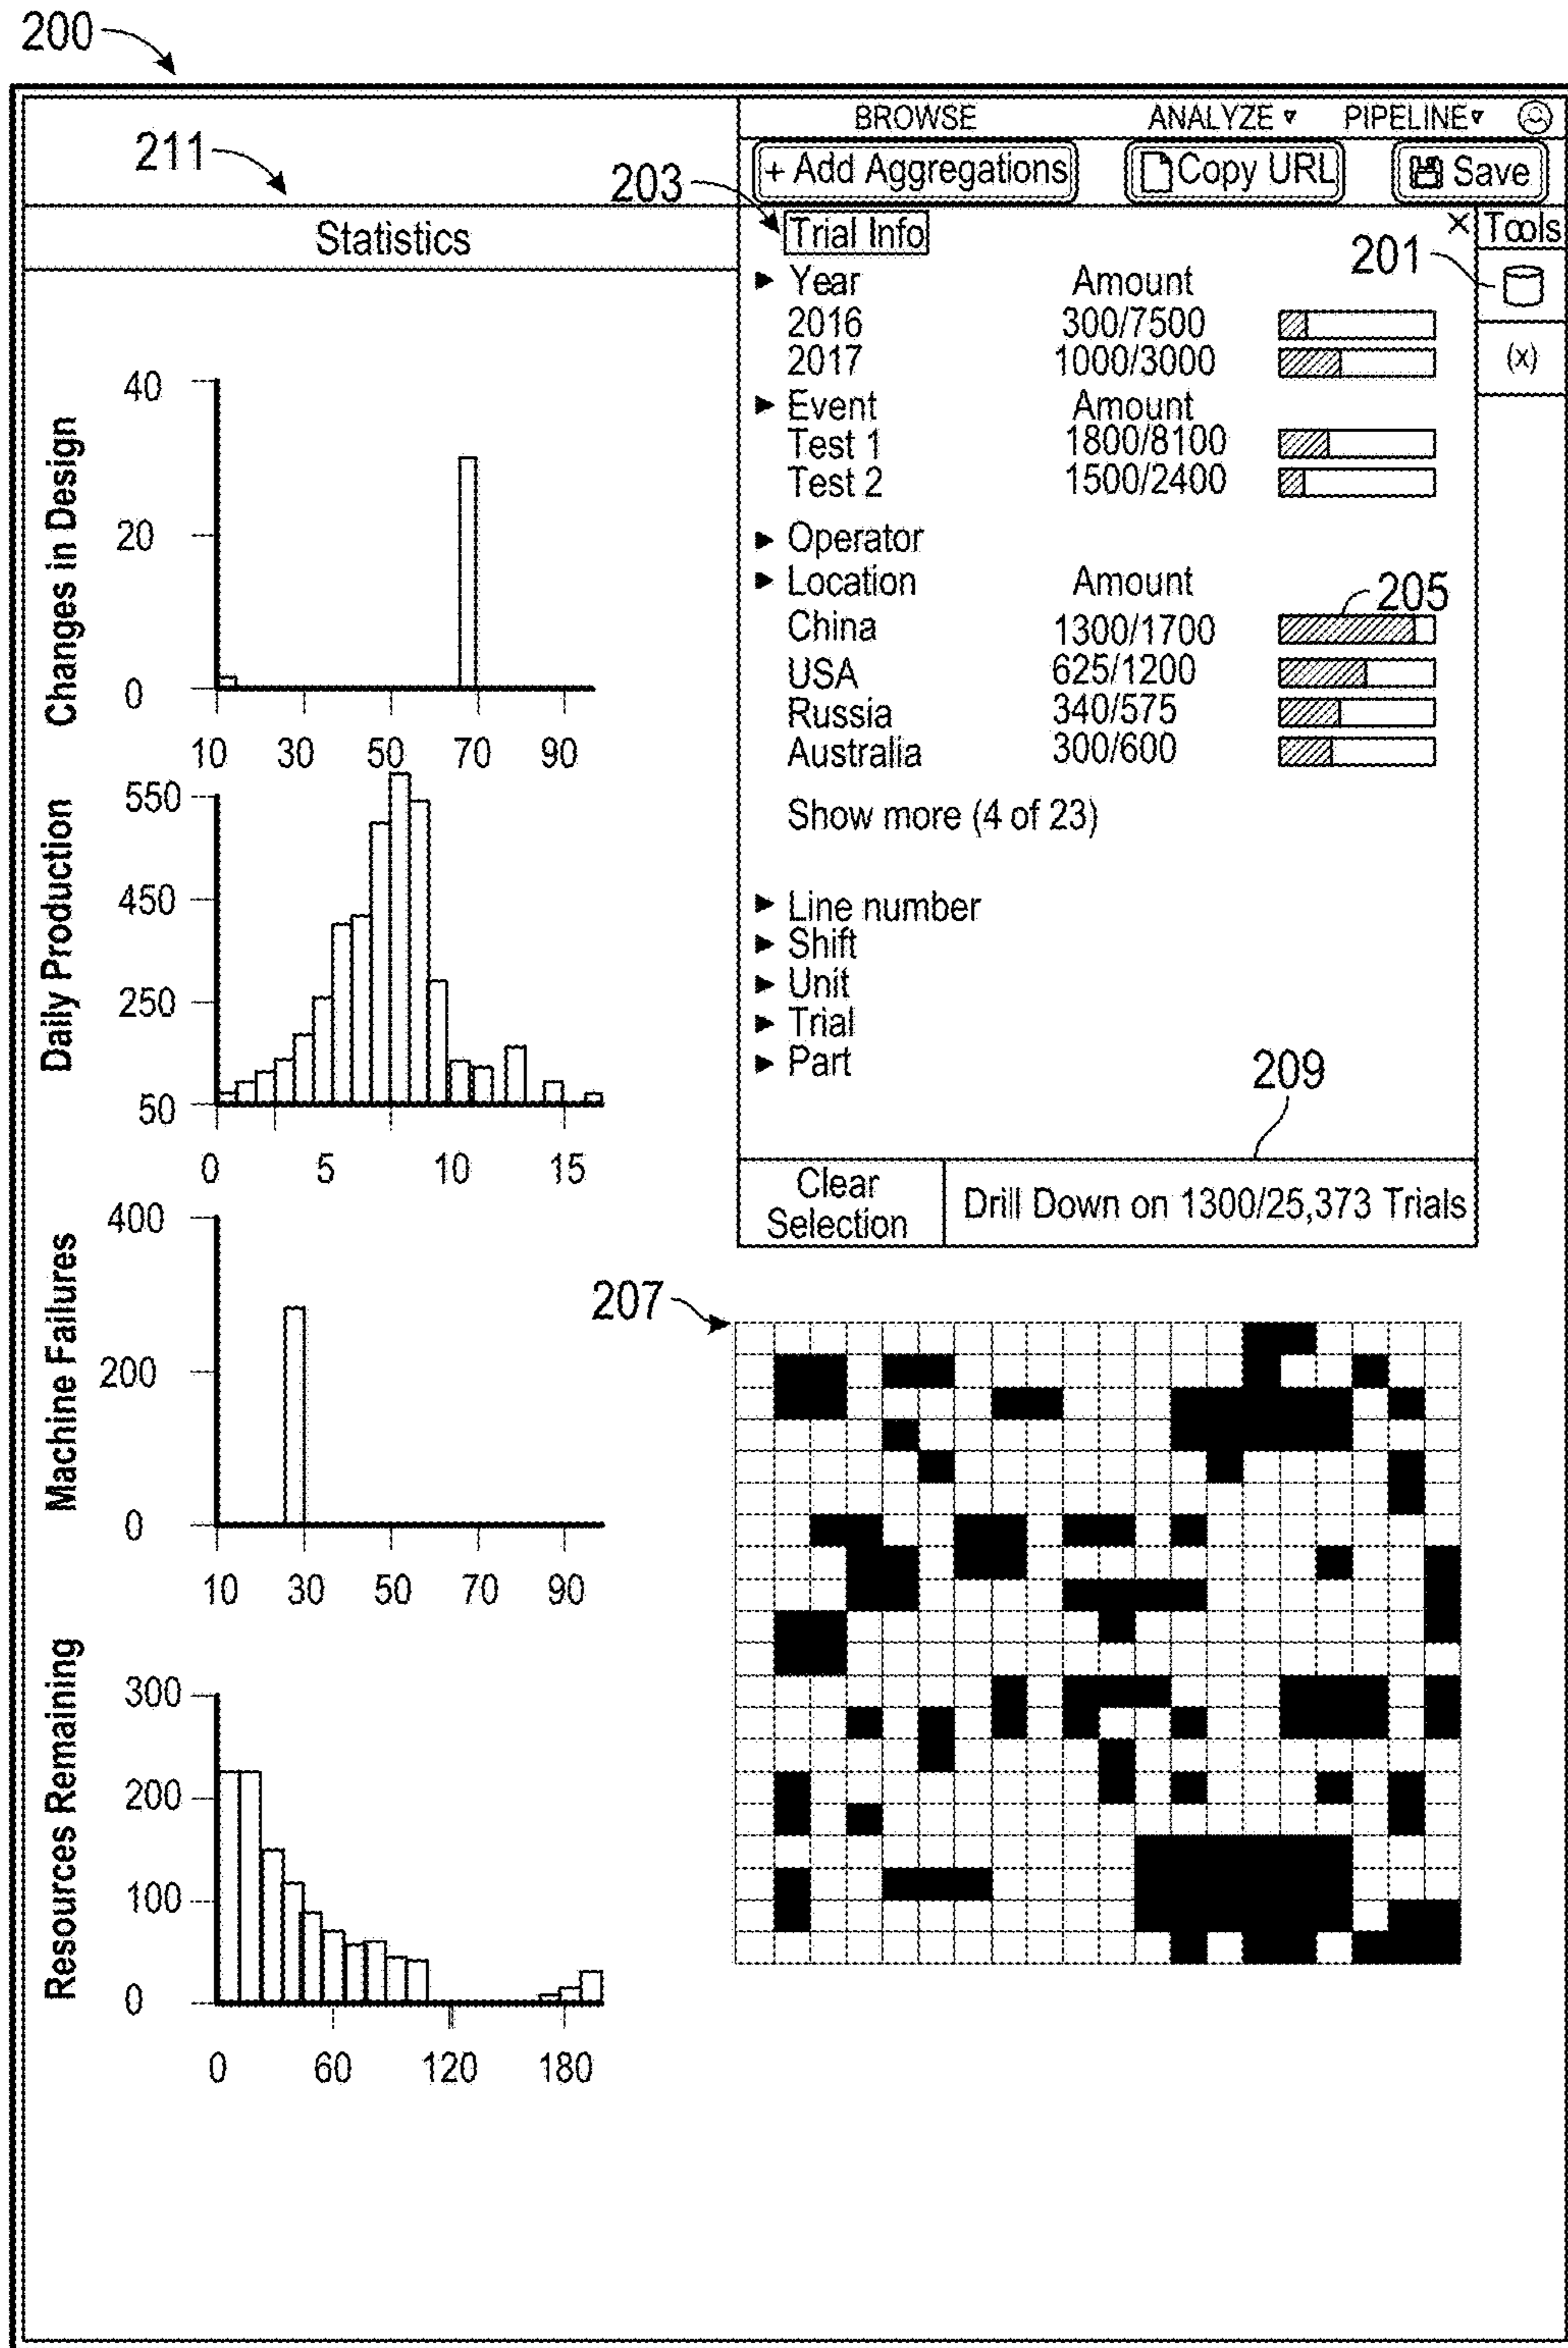 200
BROWSE ANALYZE PIPELINE
211
203
+ Add Aggregations Copy URL Save
Statistics
Trial Info × Tools
201
Year Amount
2016 300/7500
2017 1000/3000
(x)
Event Amount
Test 1 1800/8100
Test 2 1500/2400
Operator
Location Amount
205
China 1300/1700
USA 625/1200
Russia 340/575
Australia 300/600
Show more (4 of 23)
Line number
Shift
Unit
Trial
Part
209
Clear Selection
Drill Down on 1300/25,373 Trials
207
Changes in Design
40
20
0
10 30 50 70 90
Daily Production
550
450
250
50
0 5 10 15
Machine Failures
400
200
0
10 30 50 70 90
Resources Remaining
300
200
100
0
0 60 120 180